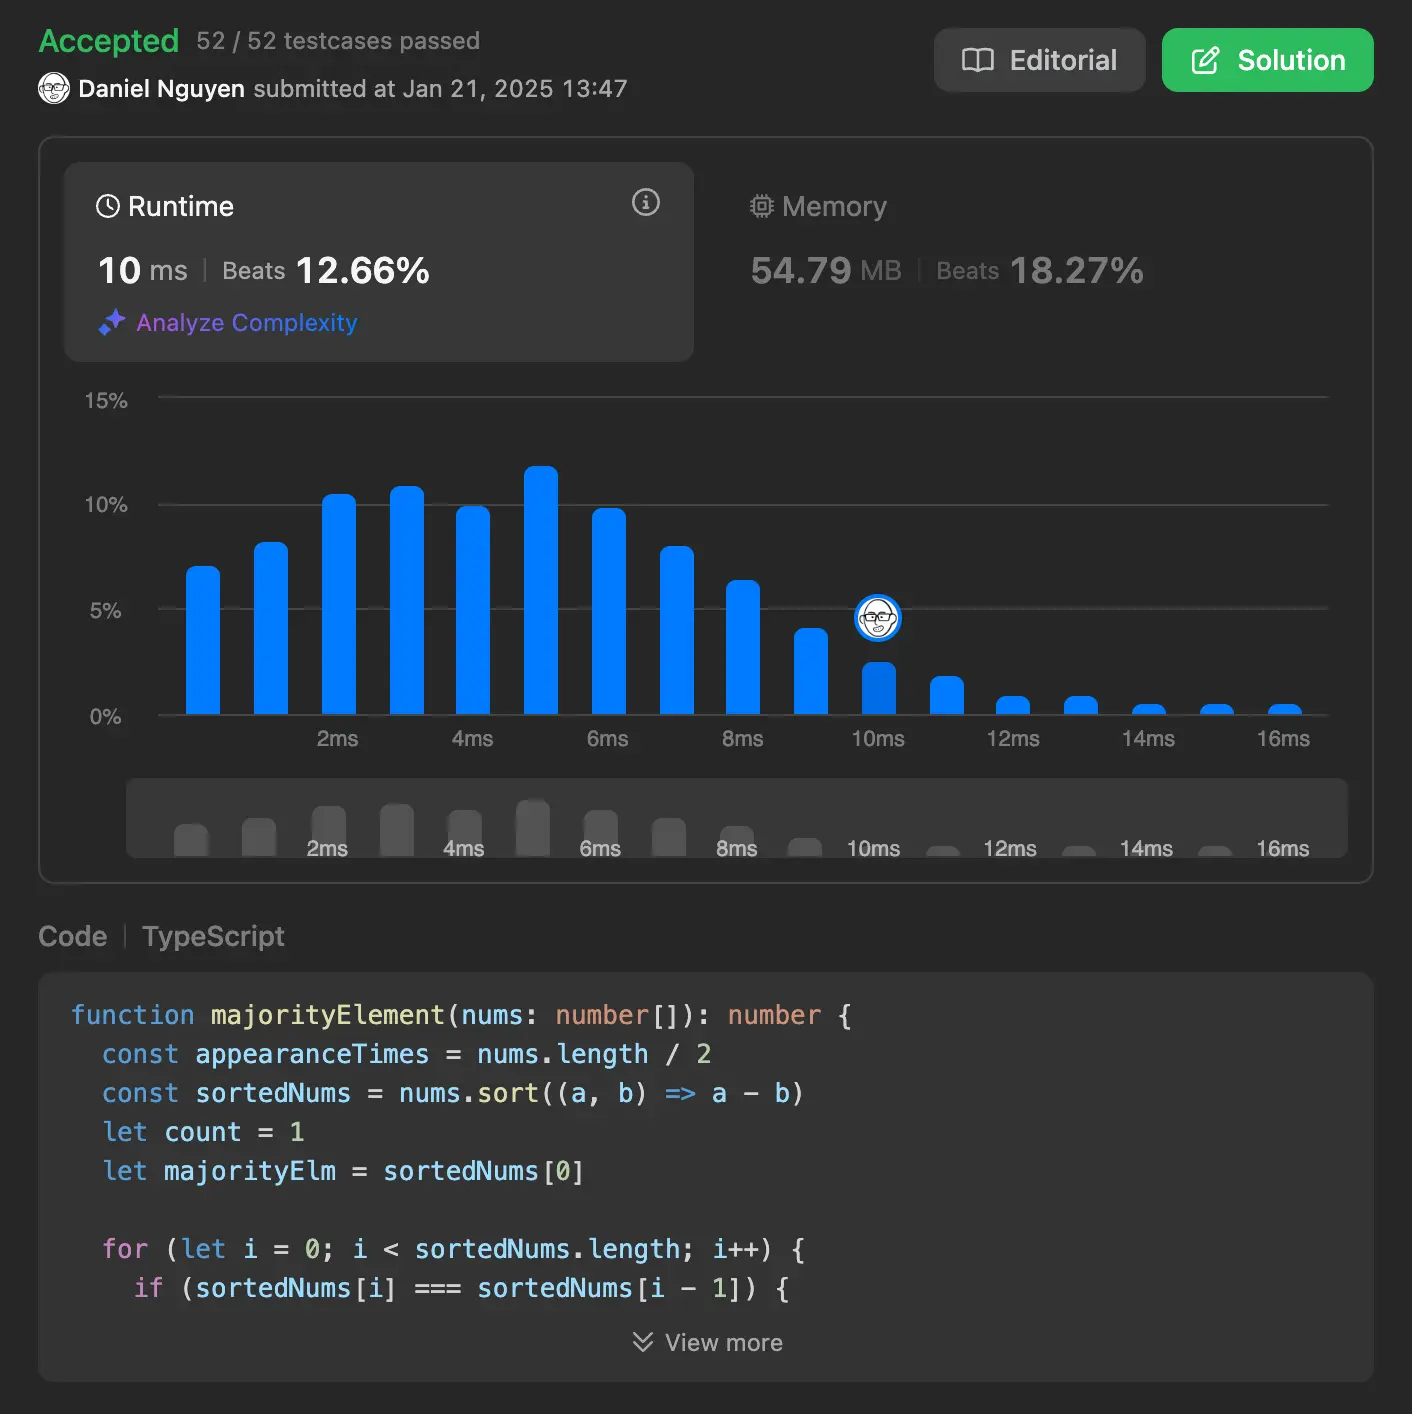 Accepted 52 / 52 testcases passed
Daniel Nguyen submitted at Jan 21, 2025 13:47
Editorial
Solution
Runtime
10 ms | Beats 12.66%
Analyze Complexity
Memory
54.79 MB | Beats 18.27%
15%
10%
5%
0%
2ms 4ms 6ms 8ms 10ms 12ms 14ms 16ms
2ms 4ms 6ms 8ms 10ms 12ms 14ms 16ms
Code | TypeScript
function majorityElement(nums: number[]): number {
  const appearanceTimes = nums.length / 2
  const sortedNums = nums.sort((a, b) => a - b)
  let count = 1
  let majorityElm = sortedNums[0]
  for (let i = 0; i < sortedNums.length; i++) {
    if (sortedNums[i] === sortedNums[i - 1]) {
View more